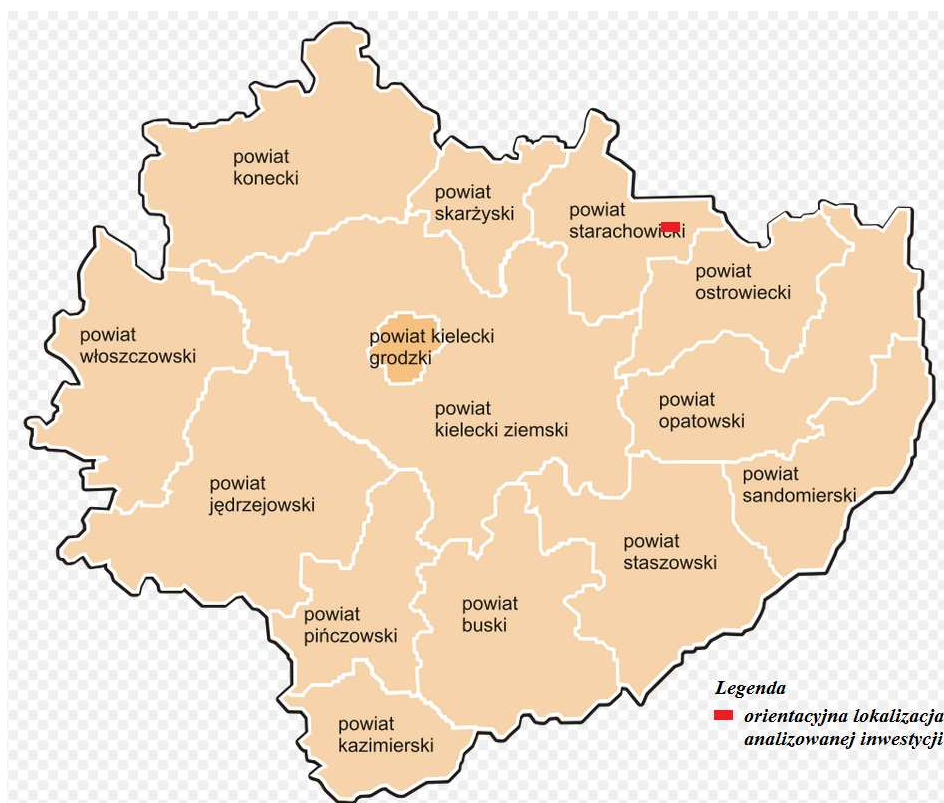 powiat
konecki
powiat
skarżyski
powiat
starachowicki
powiat
ostrowiecki
powiat
włoszczowski
powiat kielecki
grodzki
powiat
kielecki ziemski
powiat
opatowski
powiat
jędrzejowski
powiat
sandomierski
powiat
staszowski
powiat
pińczowski
powiat
buski
powiat
kazimierski
Legenda
orientacyjna lokalizacja
analizowanej inwestycji